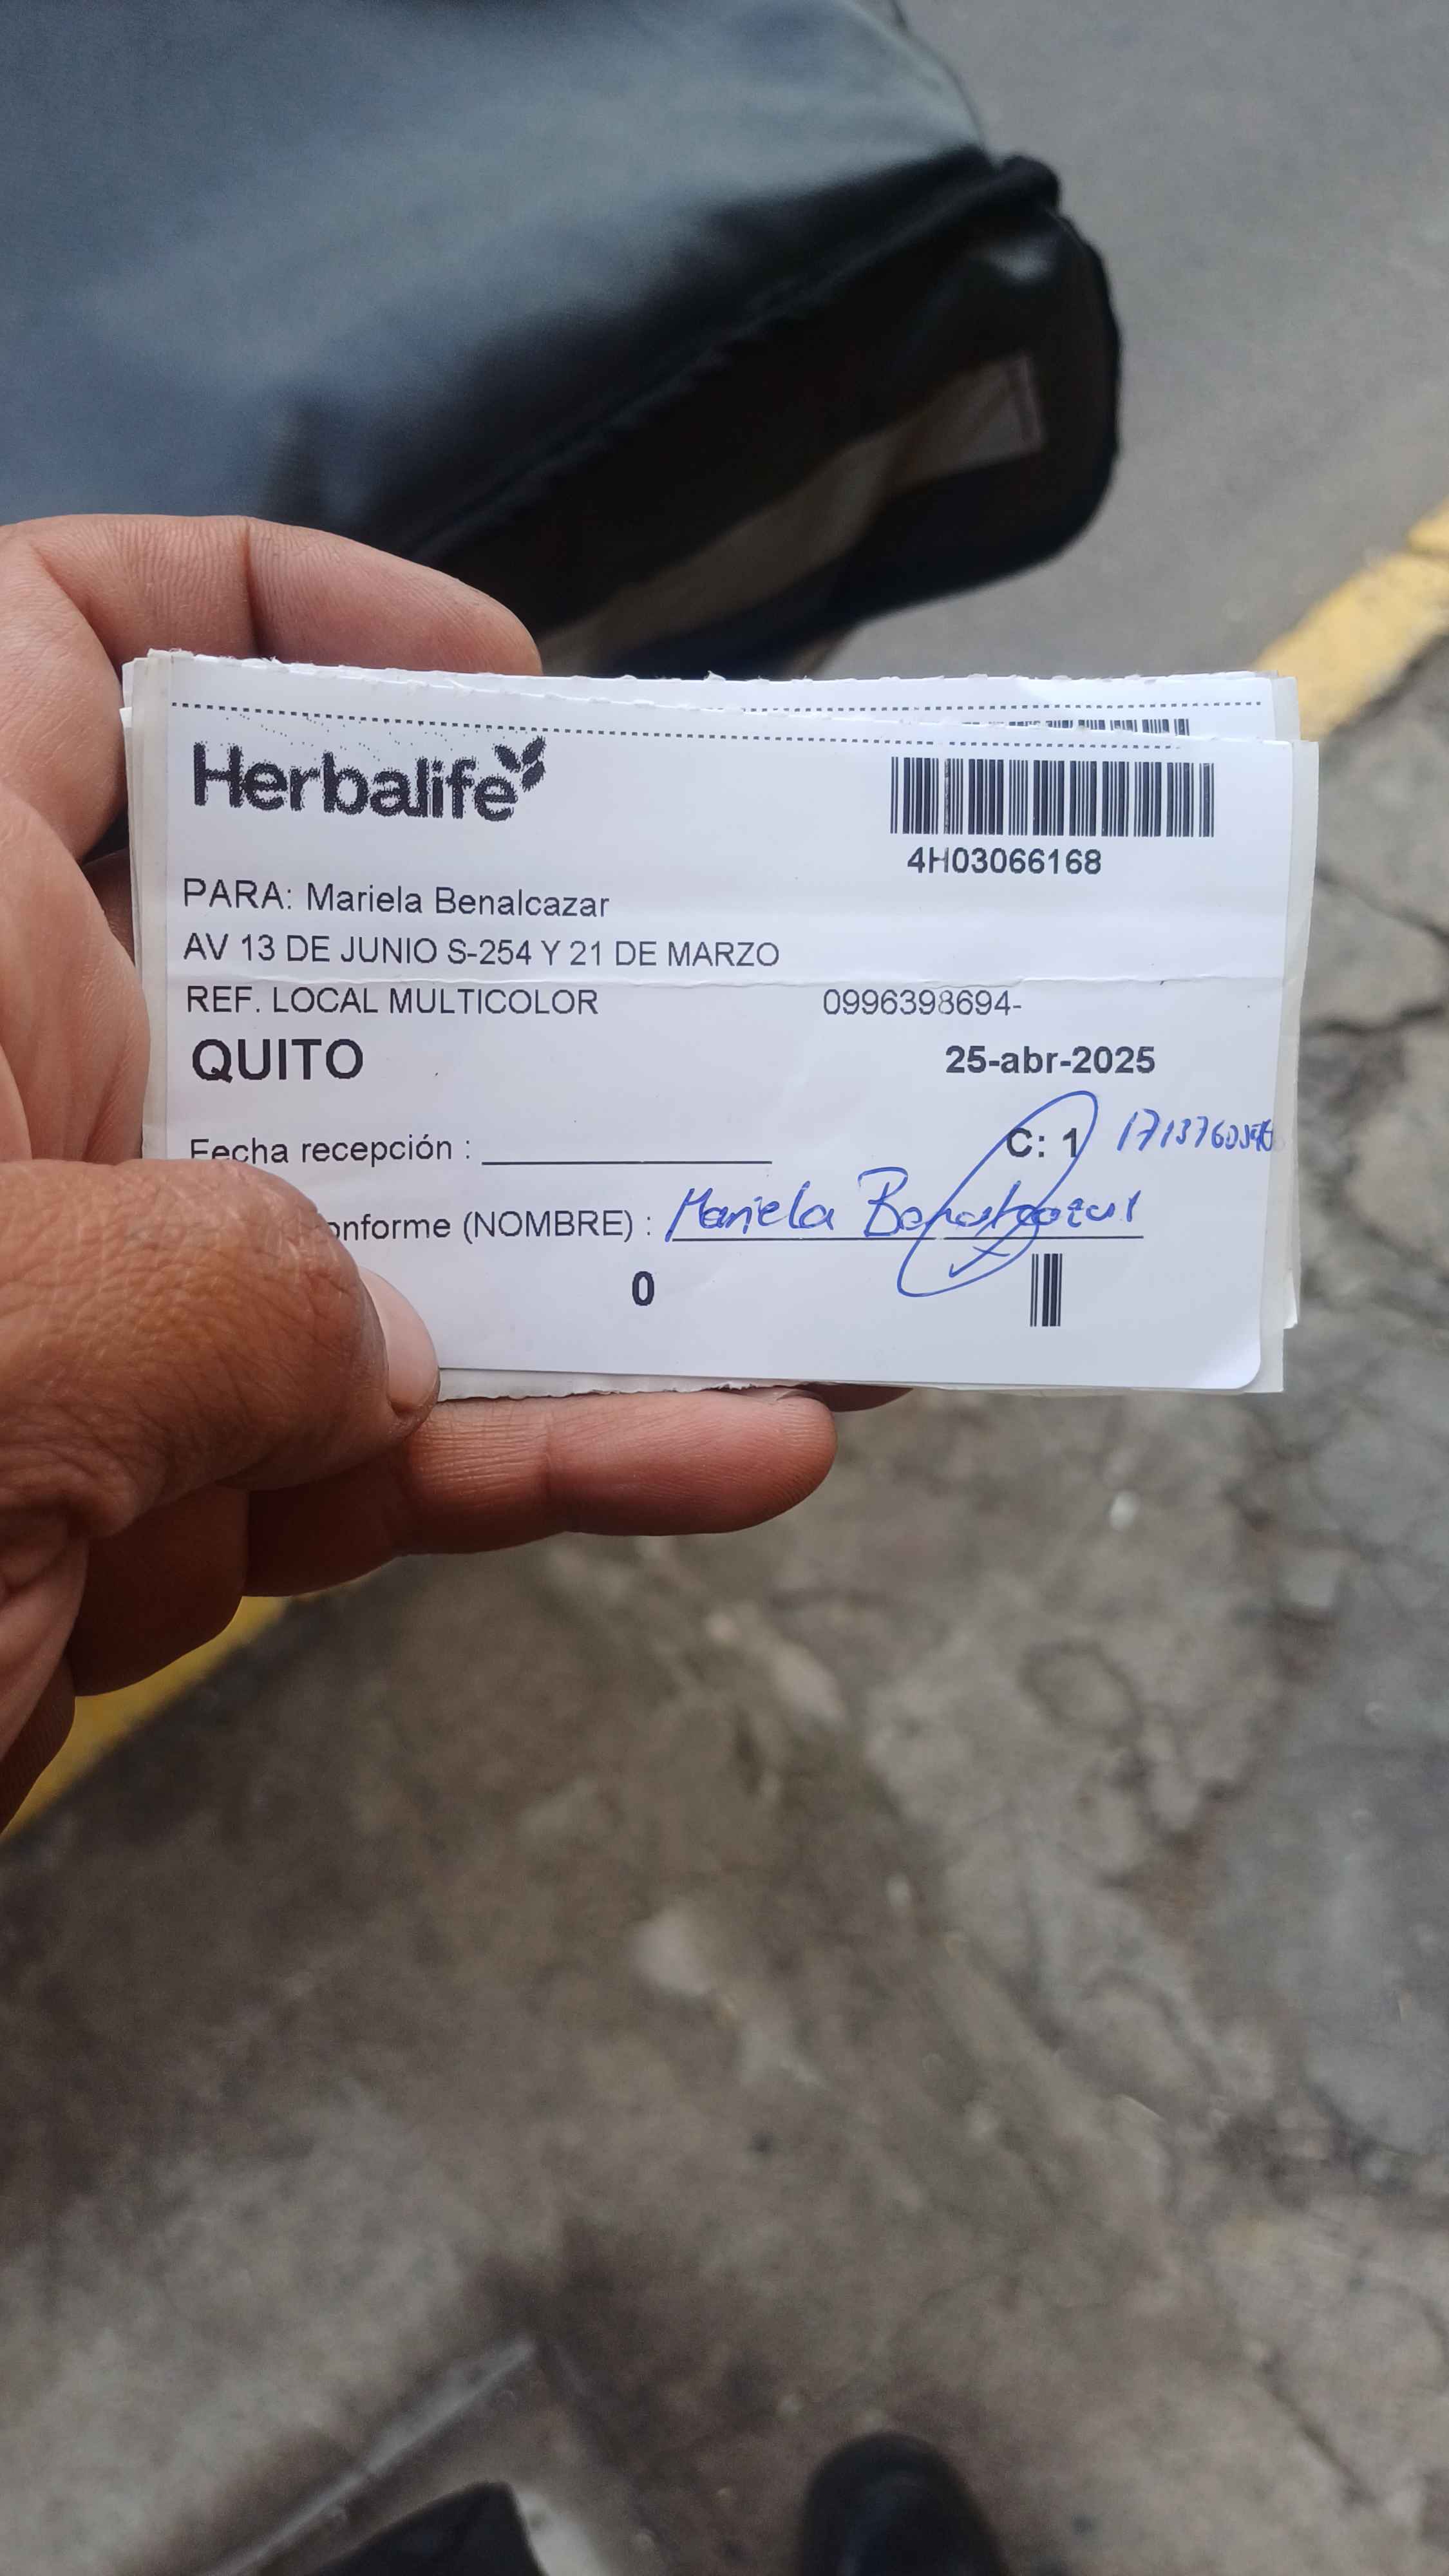 Herbalife
4H03066168
PARA: Mariela Benalcazar
AV 13 DE JUNIO S-254 Y 21 DE MARZO
REF. LOCAL MULTICOLOR 0996398694-
QUITO 25-abr-2025
Fecha recepción : C: 1
onforme (NOMBRE) : Mariela Benalcazar
0